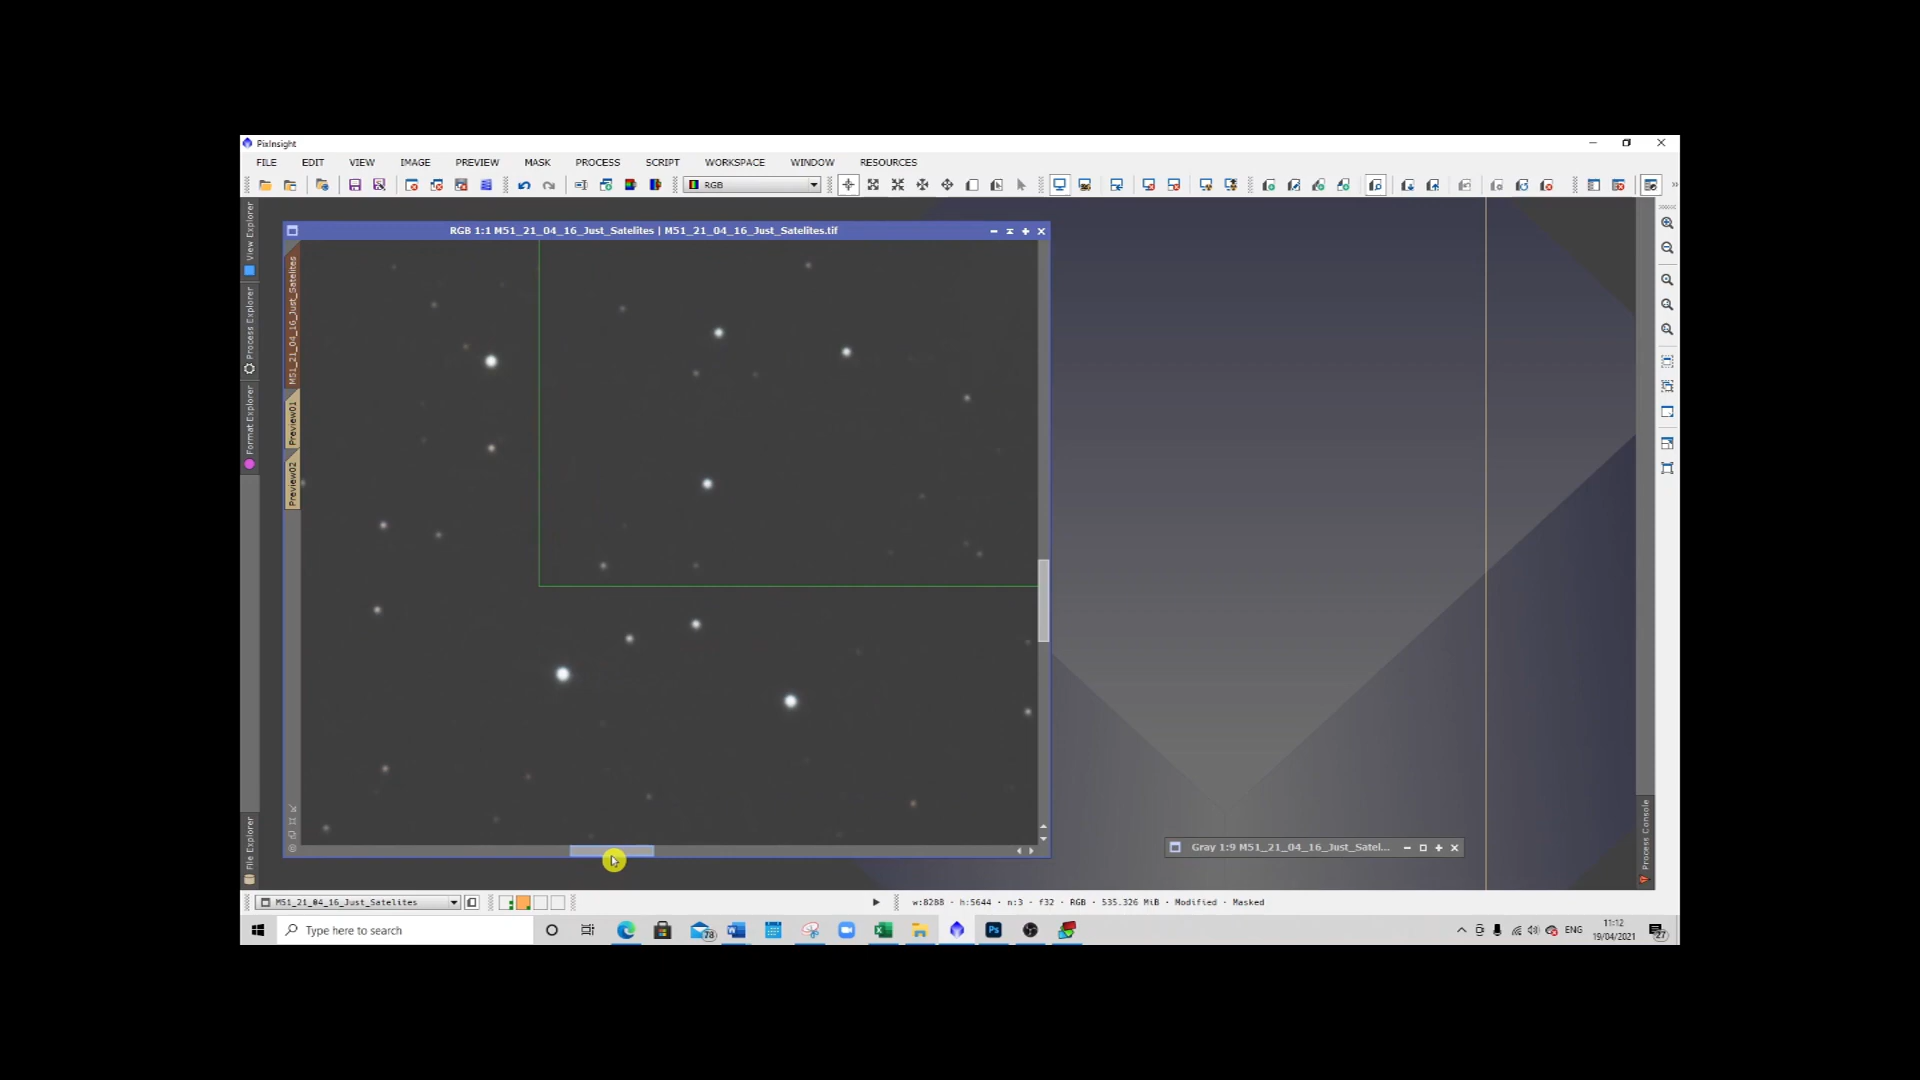 PixInsight
FILE EDIT VIEW IMAGE PREVIEW MASK PROCESS SCRIPT WORKSPACE WINDOW RESOURCES
RGB
RGB 1:1 M51_21_04_16_Just_Satelites | M51_21_04_16_Just_Satelites.tif
View Explorer
Process Explorer
Format Explorer
File Explorer
M51_21_04_16_Just_Satelites
Preview01
Preview02
Gray 1:9 M51_21_04_16_Just_Satel...
Process Console
M51_21_04_16_Just_Satelites
w:8288 · h:5644 · n:3 · f32 · RGB · 535.326 MiB · Modified · Masked
Type here to search
78
ENG
11:12
19/04/2021
27